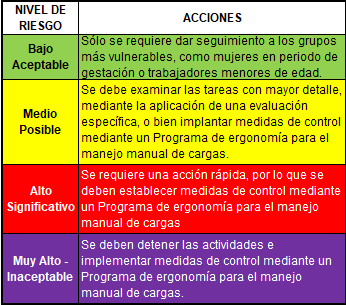 NIVEL DE
RIESGO
ACCIONES
Bajo
Aceptable
Sólo se requiere dar seguimiento a los grupos
más vulnerables, como mujeres en periodo de
gestación o trabajadores menores de edad.
Medio
Posible
Se debe examinar las tareas con mayor detalle,
mediante la aplicación de una evaluación
específica, o bien implantar medidas de control
mediante un Programa de ergonomía para el
manejo manual de cargas.
Alto
Significativo
Se requiere una acción rápida, por lo que se
deben establecer medidas de control mediante
un Programa de ergonomía para el manejo
manual de cargas
Muy Alto -
Inaceptable
Se deben detener las actividades e
implementar medidas de control mediante un
Programa de ergonomía para el manejo
manual de cargas.